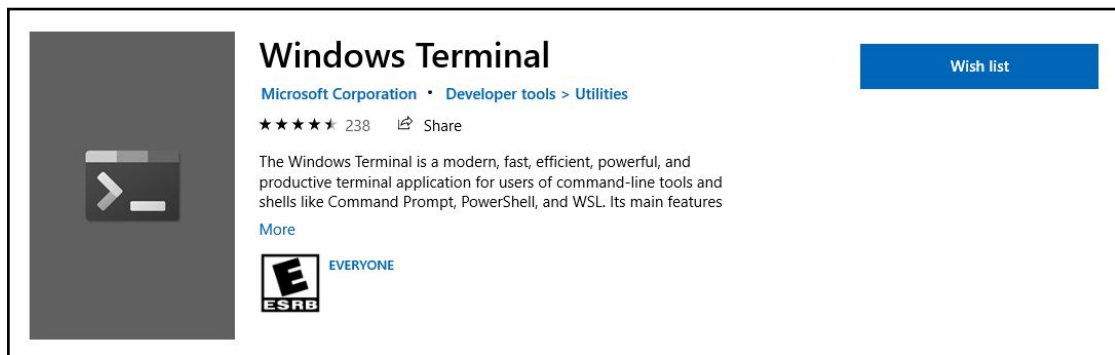 Windows Terminal
Wish list
Microsoft Corporation • Developer tools > Utilities
238 Share
The Windows Terminal is a modern, fast, efficient, powerful, and
productive terminal application for users of command-line tools and
shells like Command Prompt, PowerShell, and WSL. Its main features
More
E
EVERYONE
ESRB